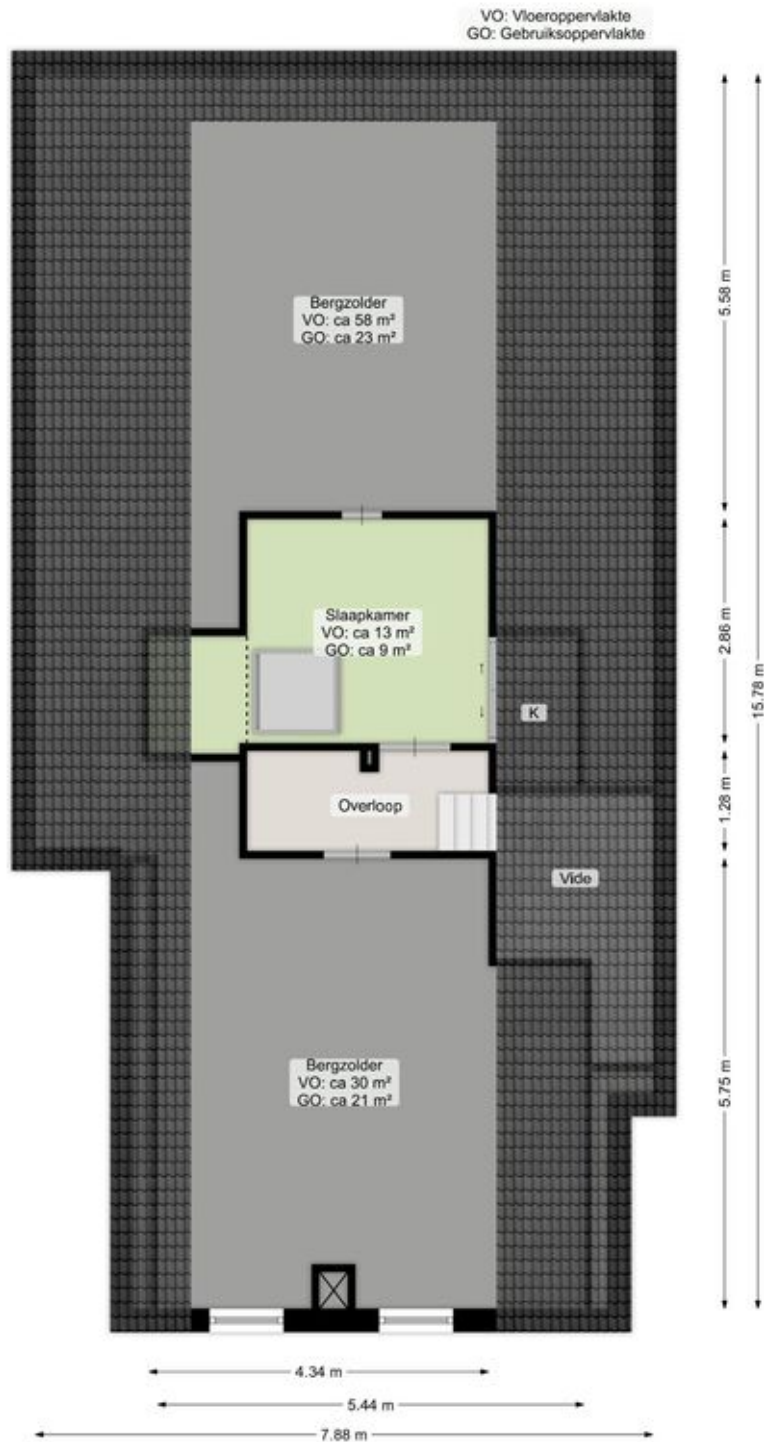 VO: Vloeroppervlakte
GO: Gebruiksoppervlakte
Bergzolder
VO: ca 58 m²
GO: ca 23 m²
5.58 m
Slaapkamer
VO: ca 13 m²
GO: ca 9 m²
2.86 m
15.78 m
K
Overloop
1.28 m
Vide
Bergzolder
VO: ca 30 m²
GO: ca 21 m²
5.75 m
4.34 m
5.44 m
7.88 m